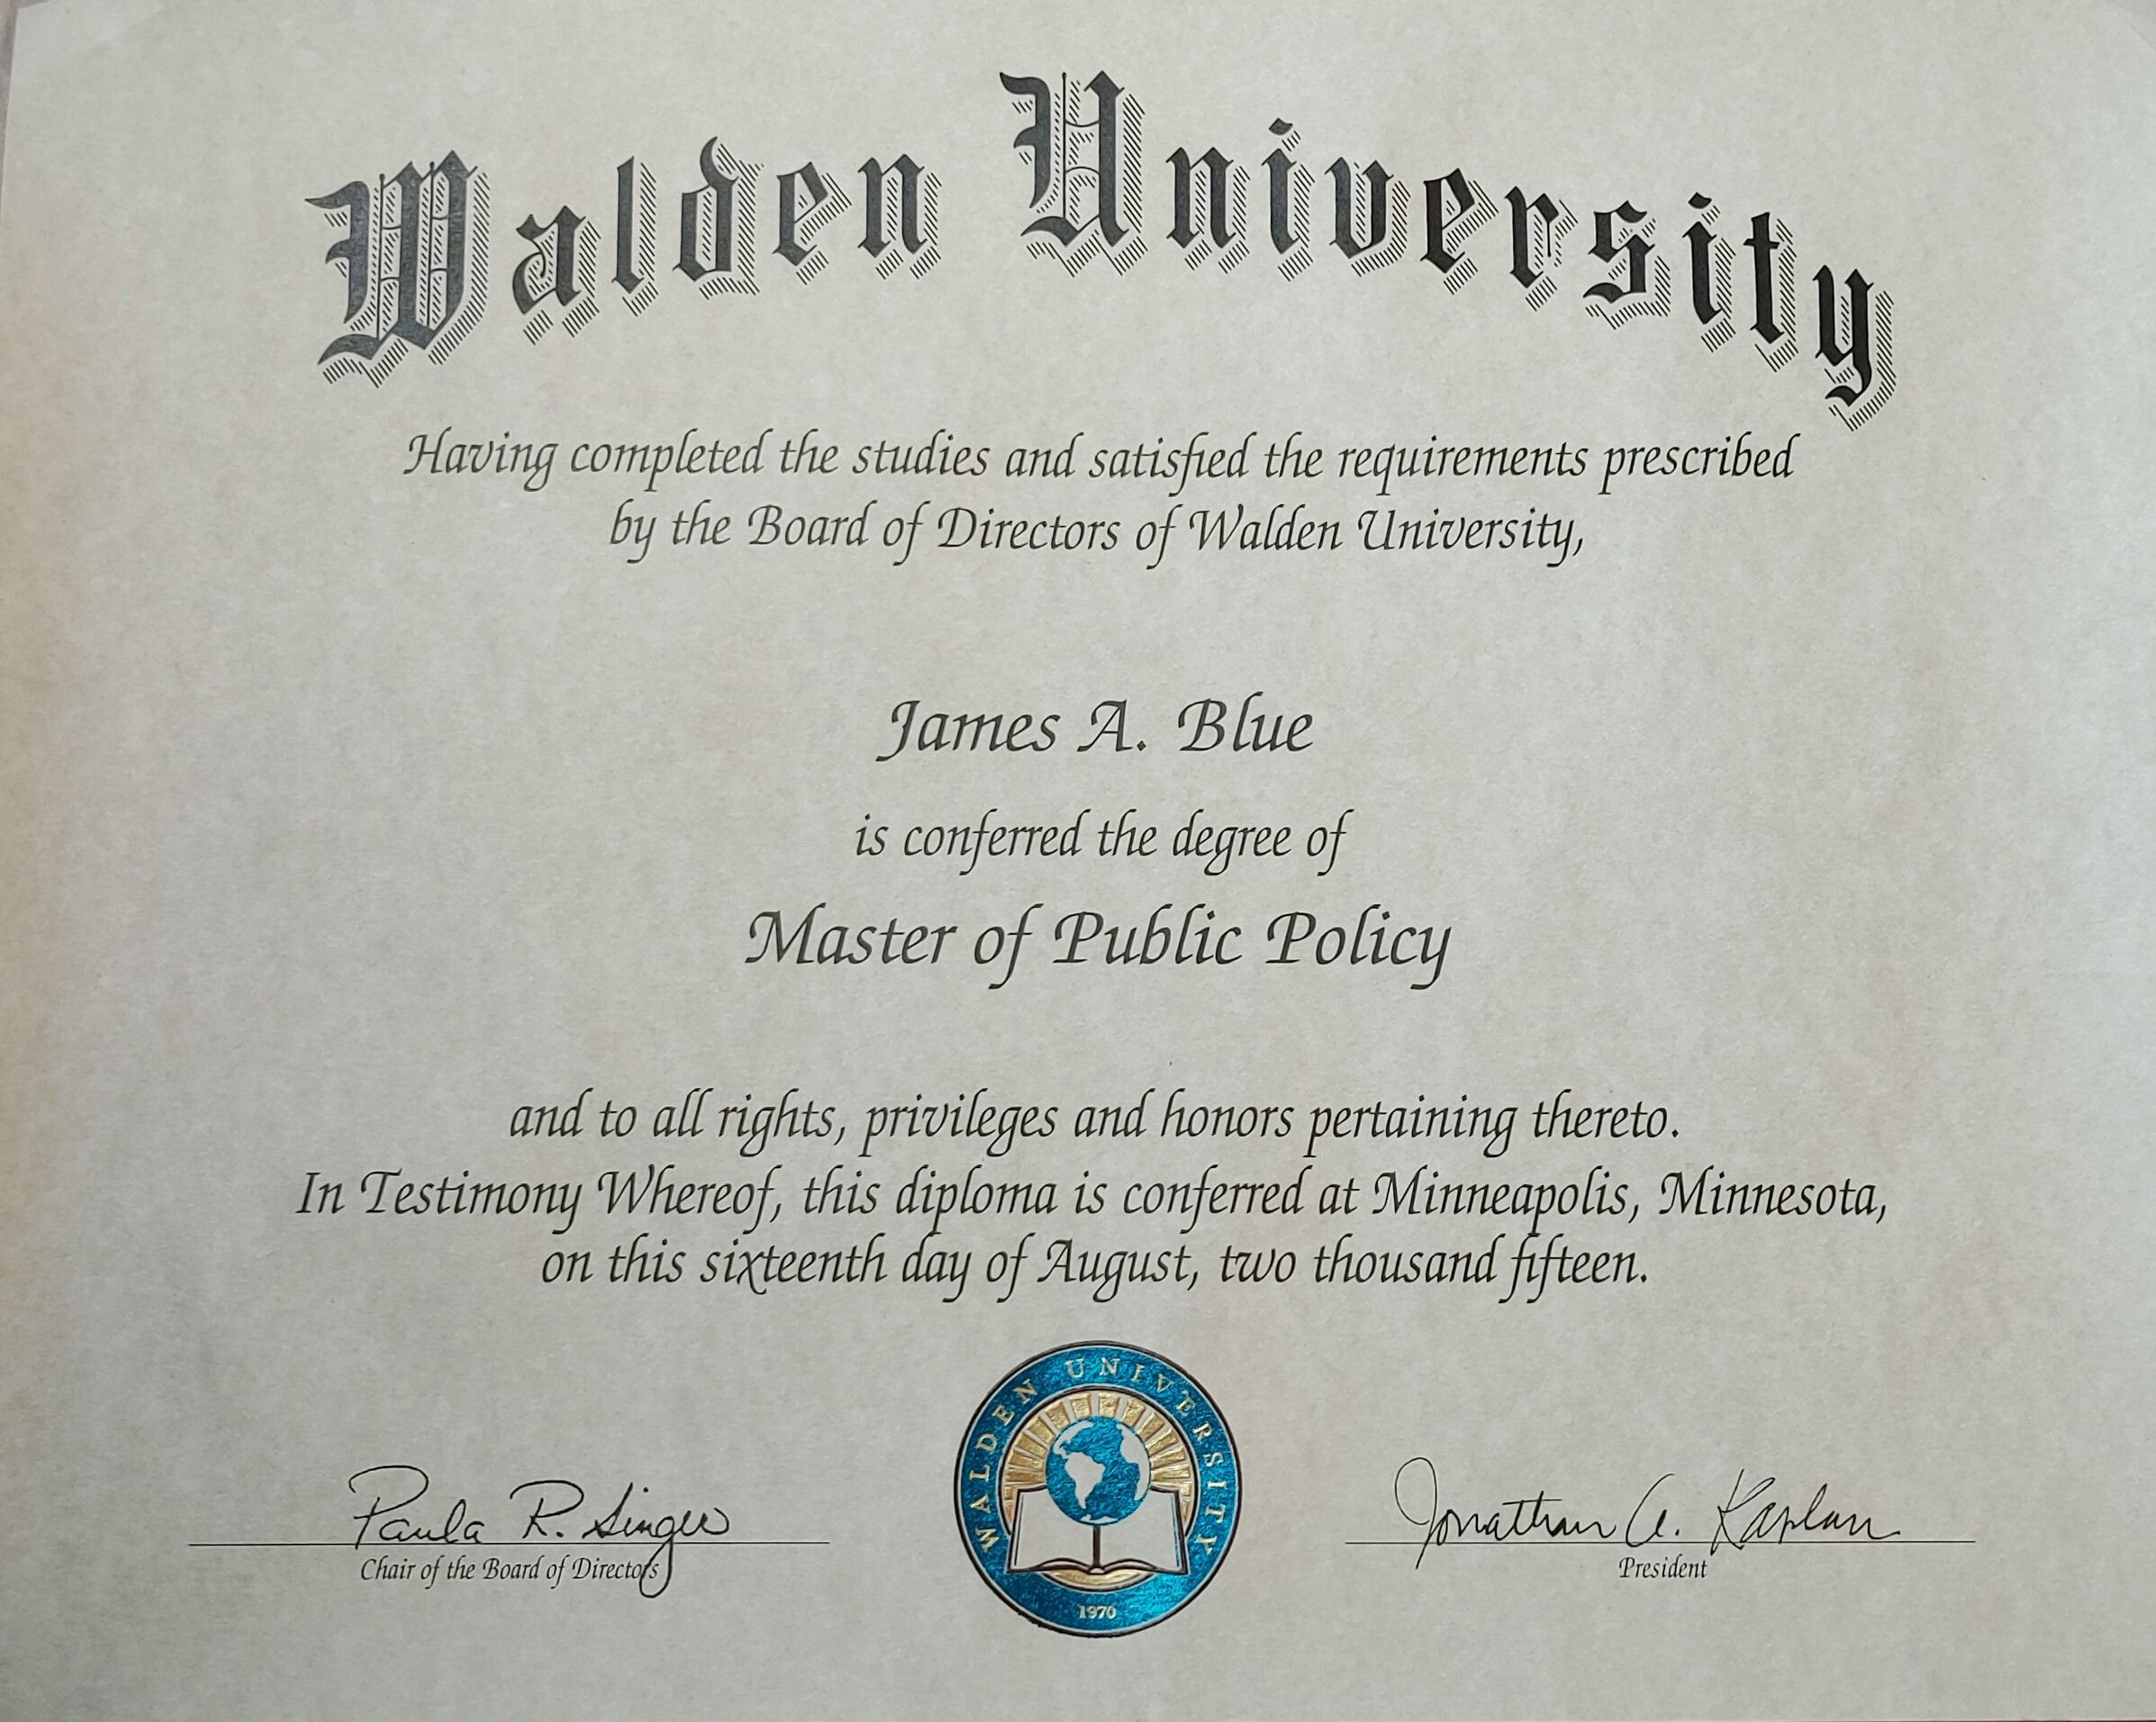 Walden University
Having completed the studies and satisfied the requirements prescribed
by the Board of Directors of Walden University,
James A. Blue
is conferred the degree of
Master of Public Policy
and to all rights, privileges and honors pertaining thereto.
In Testimony Whereof, this diploma is conferred at Minneapolis, Minnesota,
on this sixteenth day of August, two thousand fifteen.
Paula R. Singer
Chair of the Board of Directors
WALDEN UNIVERSITY
1970
Jonathan A. Kaplan
President